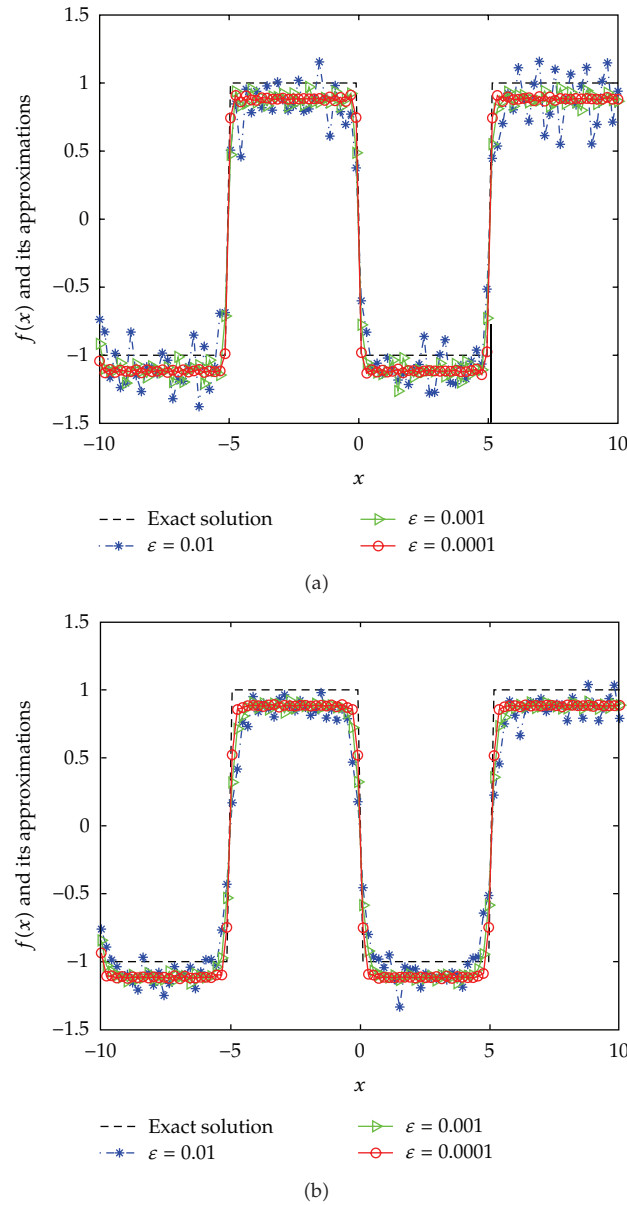 1.5
1
0.5
0
−0.5
−1
−1.5
f(x) and its approximations
−10 −5 0 5 10
x
Exact solution
ε = 0.01
ε = 0.001
ε = 0.0001
(a)
1.5
1
0.5
0
−0.5
−1
−1.5
f(x) and its approximations
−10 −5 0 5 10
x
Exact solution
ε = 0.01
ε = 0.001
ε = 0.0001
(b)